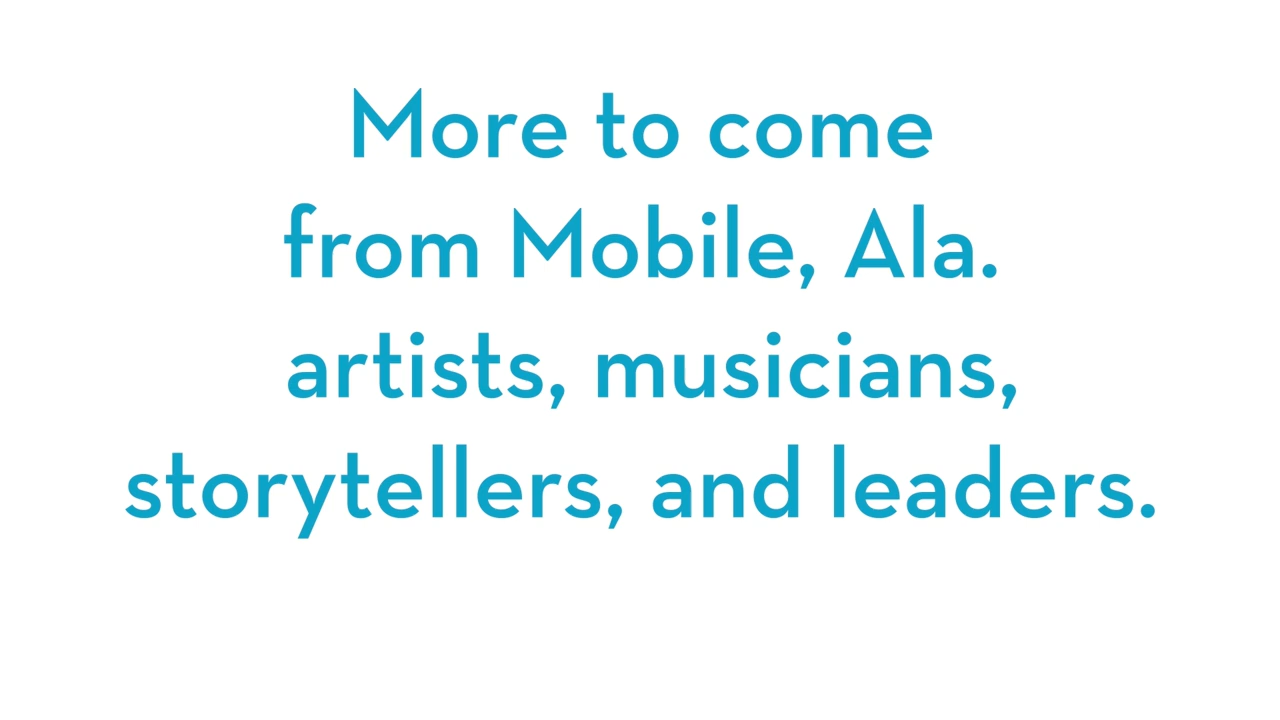 More to come
from Mobile, Ala.
artists, musicians,
storytellers, and leaders.